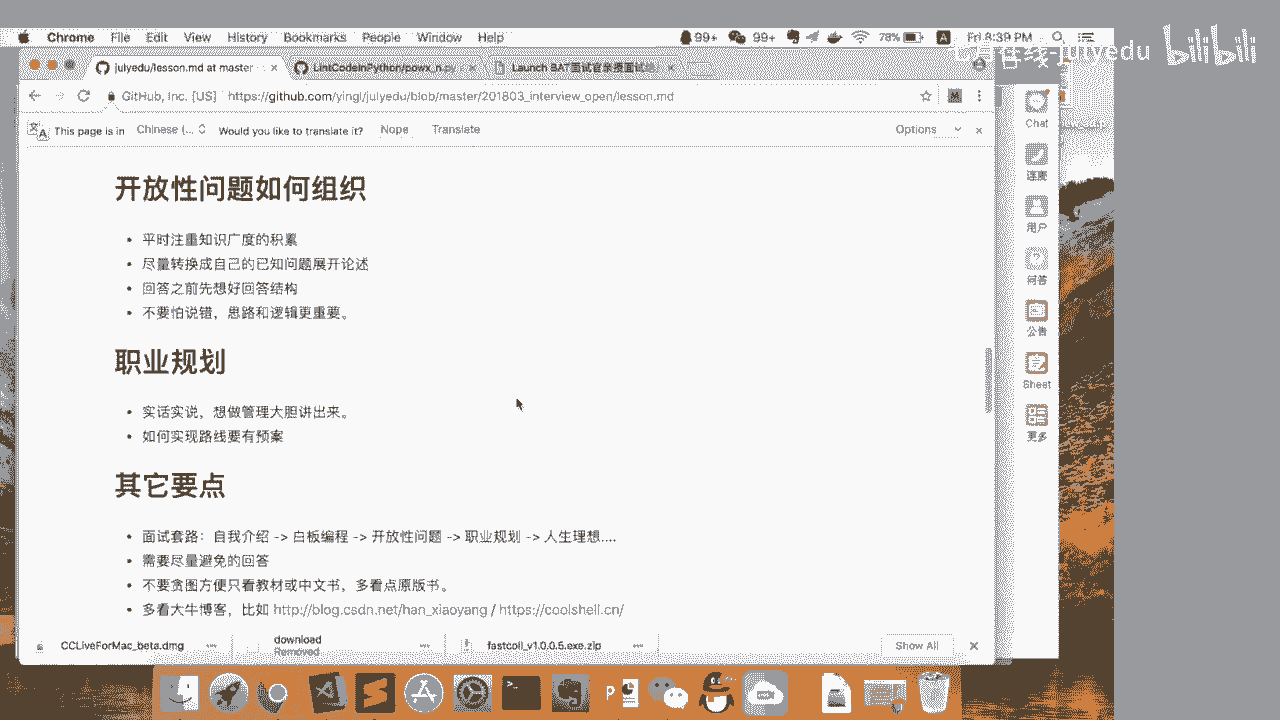 Chrome File Edit View History Bookmarks People Window Help 99+ 99+ 78% A Fri 8:39 PM
julyedu bilibili
julyedu/lesson.md at master LintCodeInPython/powx_n.py Launch BAT面试官亲授面试
GitHub, Inc. [US] https://github.com/yingl/julyedu/blob/master/201803_interview_open/lesson.md
This page is in Chinese (... Would you like to translate it? Nope Translate Options
开放性问题如何组织
平时注重知识广度的积累
尽量转换成自己的已知问题展开论述
回答之前先想好回答结构
不要怕说错，思路和逻辑更重要。
职业规划
实话实说，想做管理大胆讲出来。
如何实现路线要有预案
其它要点
面试套路：自我介绍 -> 白板编程 -> 开放性问题 -> 职业规划 -> 人生理想....
需要尽量避免的回答
不要贪图方便只看教材或中文书，多看点原版书。
多看大牛博客，比如 http://blog.csdn.net/han_xiaoyang / https://coolshell.cn/
CCLiveForMac_beta.dmg
download
Removed
fastcoll_v1.0.0.5.exe.zip
Show All
Chat
连麦
用户
问答
公告
Sheet
更多